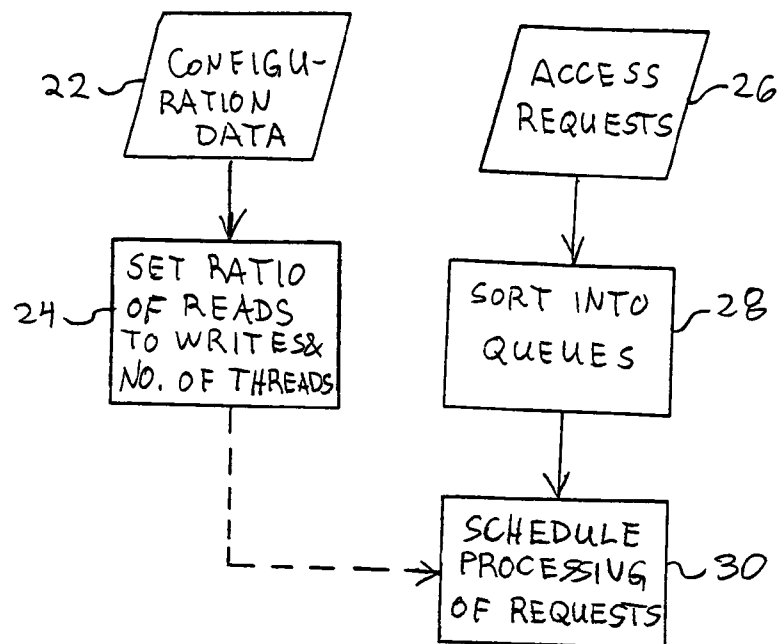 22
CONFIGU-
RATION
DATA
ACCESS
REQUESTS
26
24
SET RATIO
OF READS
TO WRITES&
NO. OF THREADS
SORT INTO
QUEUES
28
SCHEDULE
PROCESSING
OF REQUESTS
30